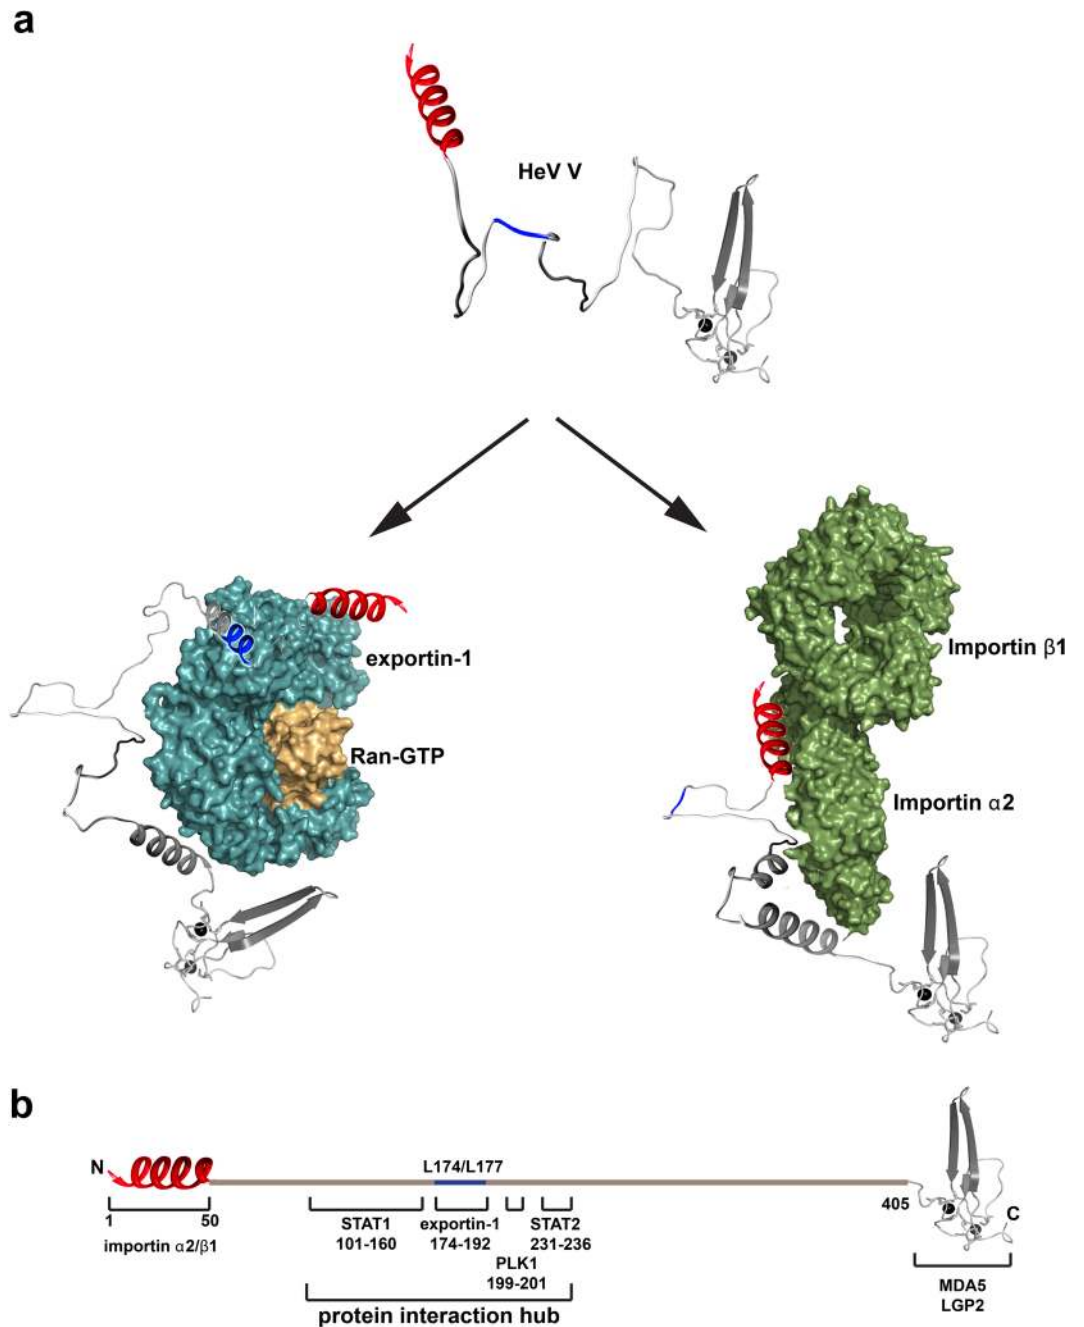 a
HeV V
exportin-1
Ran-GTP
Importin β1
Importin α2
b
N
L174/L177
1
50
405
C
importin α2/β1
STAT1
101-160
exportin-1
174-192
STAT2
231-236
PLK1
199-201
MDA5
LGP2
protein interaction hub